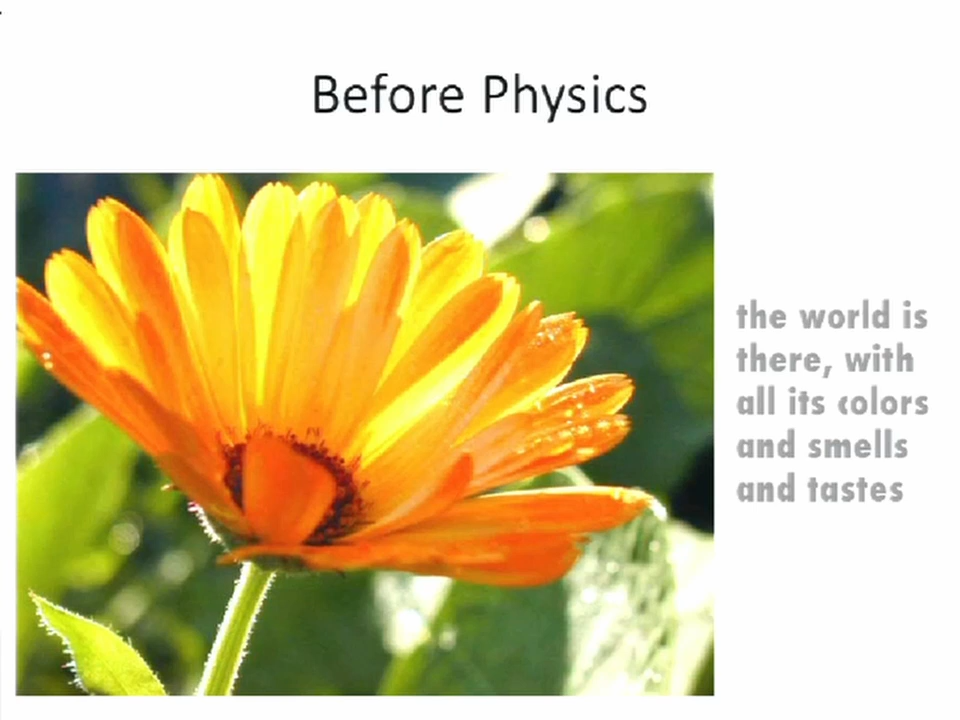 Before Physics
the world is
there, with
all its colors
and smells
and tastes